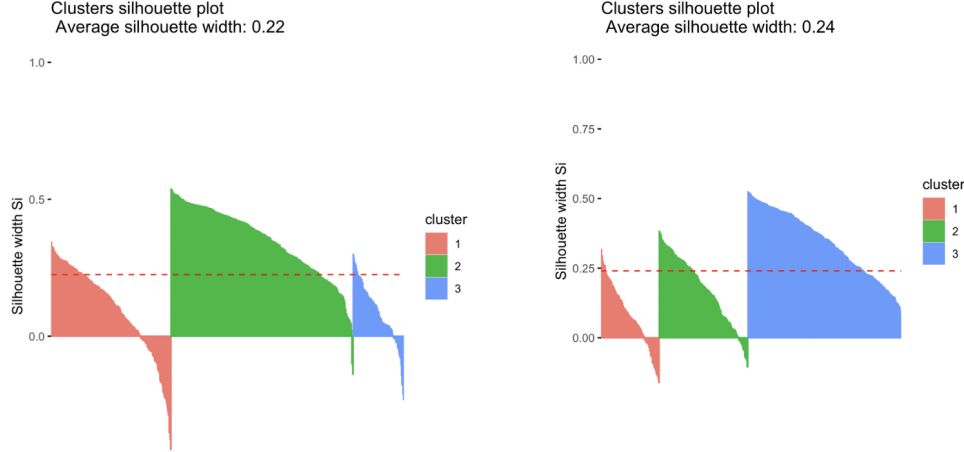 Clusters silhouette plot
Average silhouette width: 0.22
1.0
0.5
0.0
Silhouette width Si
cluster
1
2
3
Clusters silhouette plot
Average silhouette width: 0.24
1.00
0.75
0.50
0.25
0.00
Silhouette width Si
cluster
1
2
3